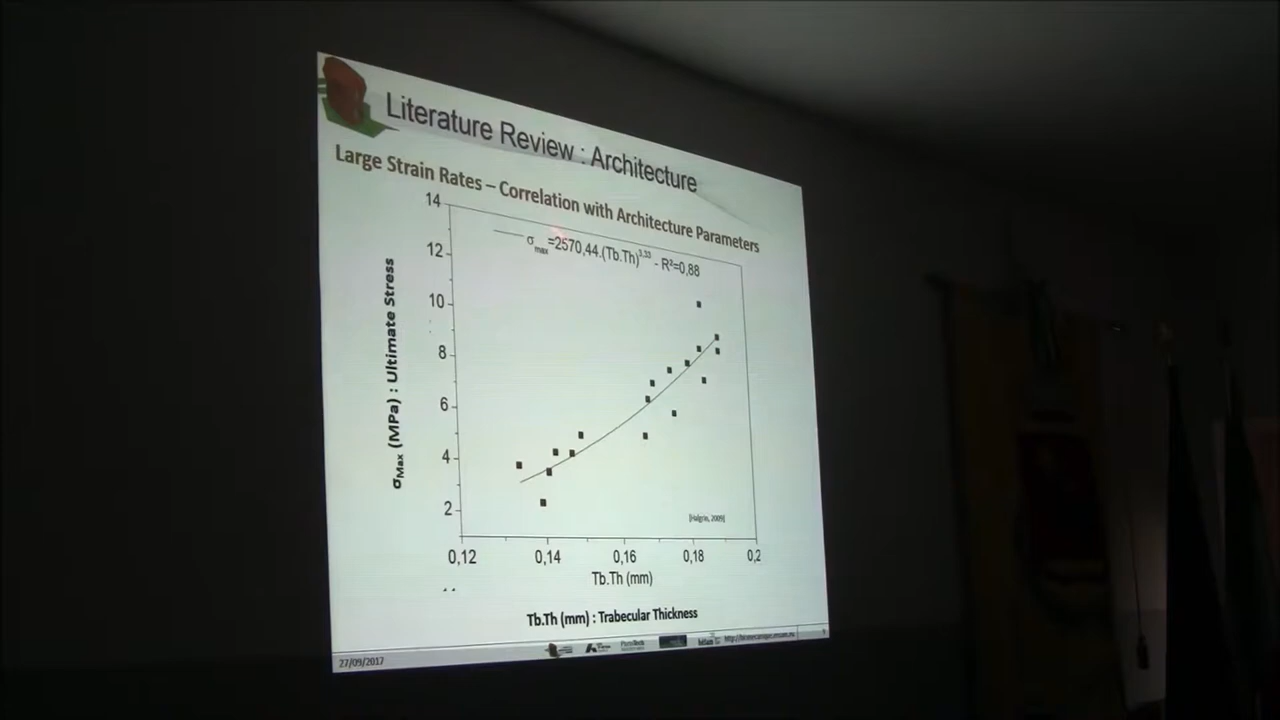 Literature Review : Architecture
Large Strain Rates – Correlation with Architecture Parameters
σmax=2570,44.(Tb.Th)^3.33 - R²=0,88
σMax (MPa) : Ultimate Stress
14
12
10
8
6
4
2
0,12 0,14 0,16 0,18 0,2
[Halgrin, 2009]
Tb.Th (mm)
Tb.Th (mm) : Trabecular Thickness
27/09/2017